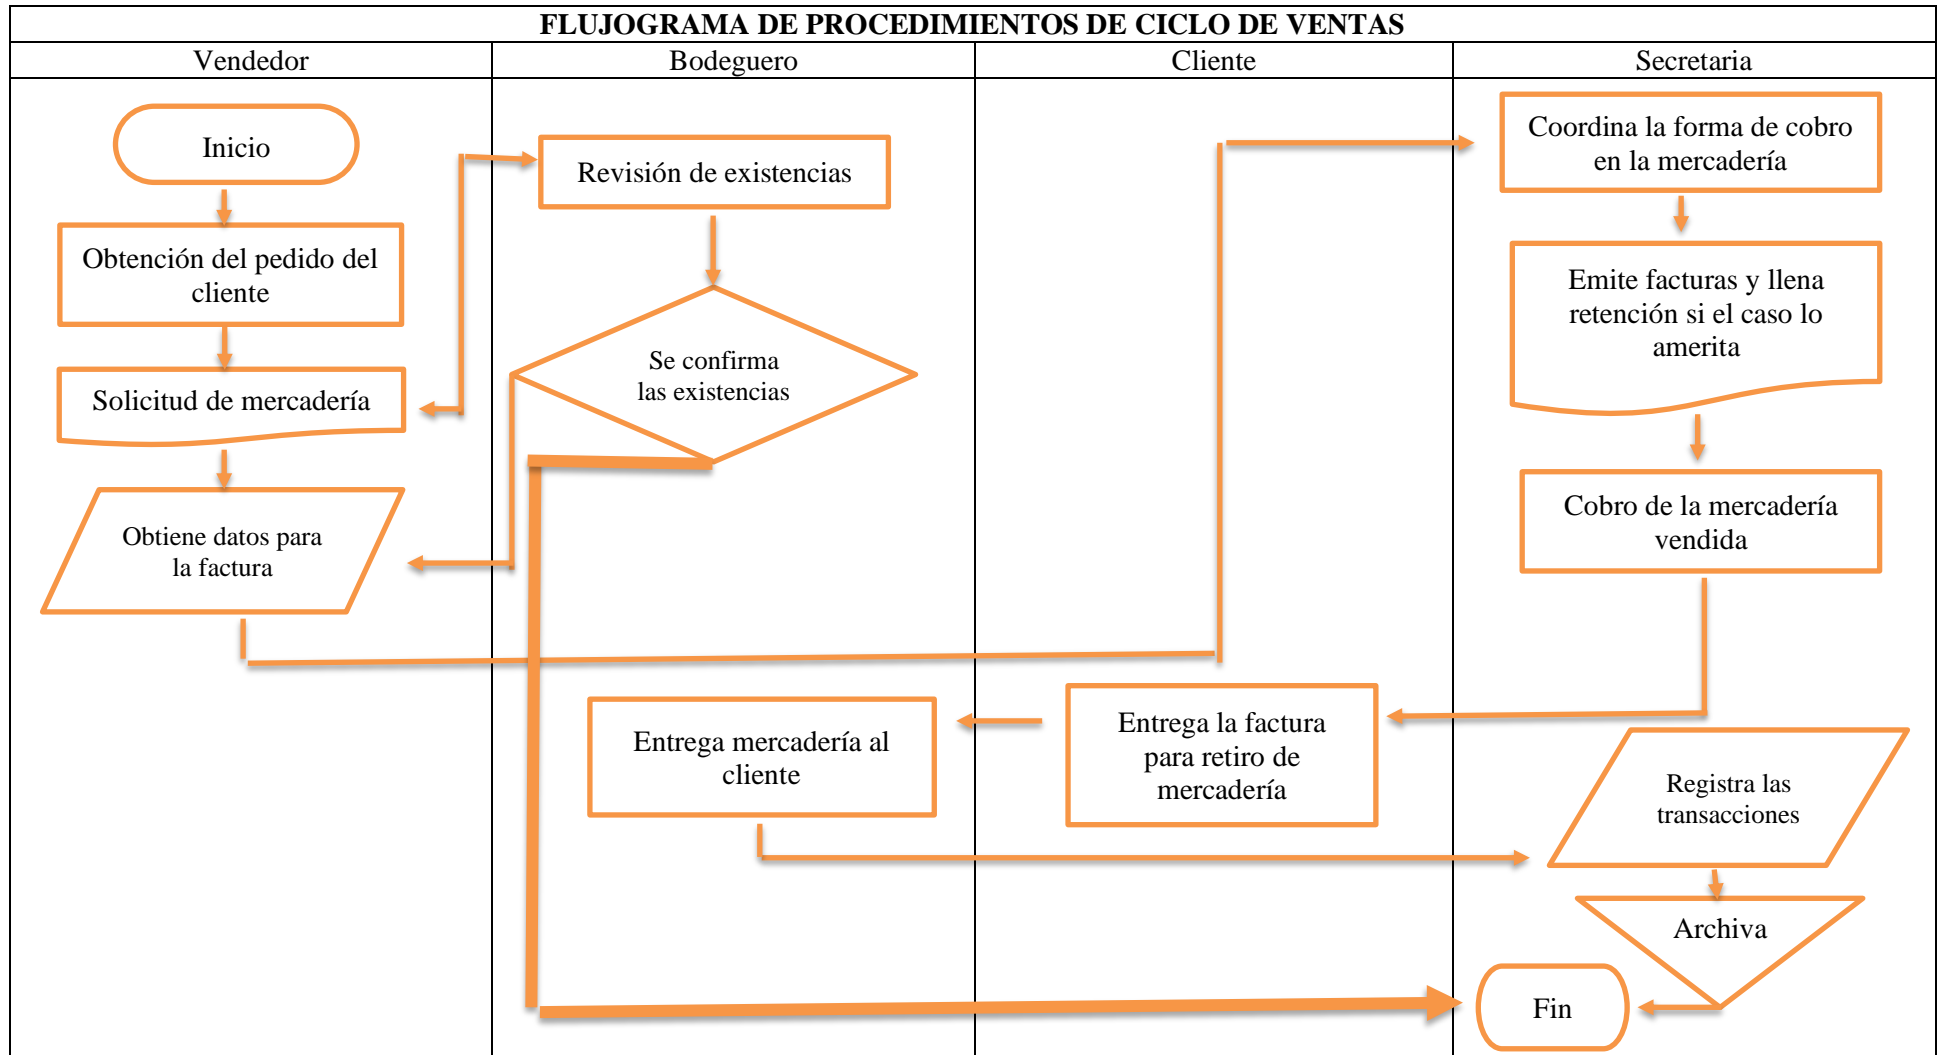 FLUJOGRAMA DE PROCEDIMIENTOS DE CICLO DE VENTAS
Vendedor
Bodeguero
Cliente
Secretaria
Inicio
Obtención del pedido del
cliente
Solicitud de mercadería
Obtiene datos para
la factura
Revisión de existencias
Se confirma
las existencias
Entrega mercadería al
cliente
Entrega la factura
para retiro de
mercadería
Coordina la forma de cobro
en la mercadería
Emite facturas y llena
retención si el caso lo
amerita
Cobro de la mercadería
vendida
Registra las
transacciones
Archiva
Fin